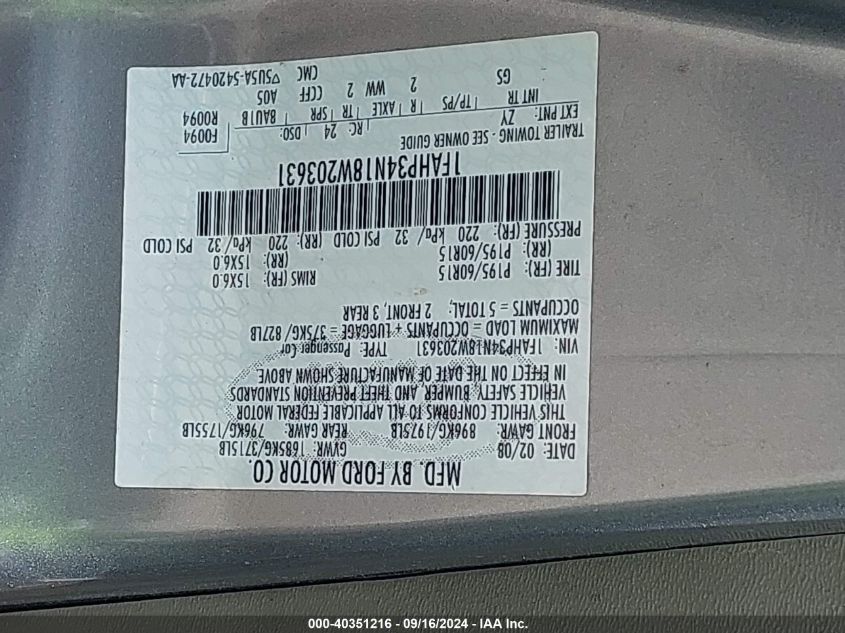 MFD. BY FORD MOTOR CO.
DATE: 02/08 GVWR: 1685KG/3715LB
FRONT GAWR: 896KG/1975LB REAR GAWR: 796KG/1755LB
THIS VEHICLE CONFORMS TO ALL APPLICABLE FEDERAL MOTOR
VEHICLE SAFETY, BUMPER, AND THEFT PREVENTION STANDARDS
IN EFFECT ON THE DATE OF MANUFACTURE SHOWN ABOVE
VIN: 1FAHP34N18W203631 TYPE: Passenger Car
MAXIMUM LOAD = OCCUPANTS + LUGGAGE = 375KG/ 827LB
OCCUPANTS = 5 TOTAL; 2 FRONT, 3 REAR
TIRE (FR): P195/60R15 RIMS (FR): 15X6.0
(RR): P195/60R15 (RR): 15X6.0
PRESSURE (FR): 220 kPa/ 32 PSI COLD (RR): 220 kPa/ 32 PSI COLD
1FAHP34N18W203631
TRAILER TOWING - SEE OWNER GUIDE
EXT PNT: ZY RC: 24 DSO: F0094
INT TR TP/PS R AXLE TR SPR 8AU1B R0094
GS 2 WW 2 CCFF A05
CMC ▽5U5A-5420472-AA
000-40351216 - 09/16/2024 - IAA Inc.